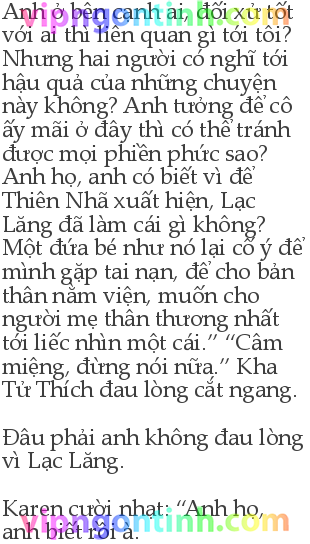 Anh ở bên cạnh ai, đối xử tốt
với ai thì liên quan gì tới tôi?
Nhưng hai người có nghĩ tới
hậu quả của những chuyện
này không? Anh tưởng để cô
ấy mãi ở đây thì có thể tránh
được mọi phiền phức sao?
Anh họ, anh có biết vì để
Thiên Nhã xuất hiện, Lạc
Lăng đã làm cái gì không?
Một đứa bé như nó lại cố ý để
mình gặp tai nạn, để cho bản
thân nằm viện, muốn cho
người mẹ thân thương nhất
tới liếc nhìn một cái.” “Câm
miệng, đừng nói nữa.” Kha
Tử Thích đau lòng cắt ngang.
Đâu phải anh không đau lòng
vì Lạc Lăng.
Karen cười nhạt: “Anh họ,
anh biết rồi à.
vipngontinh.com
vipngontinh.com